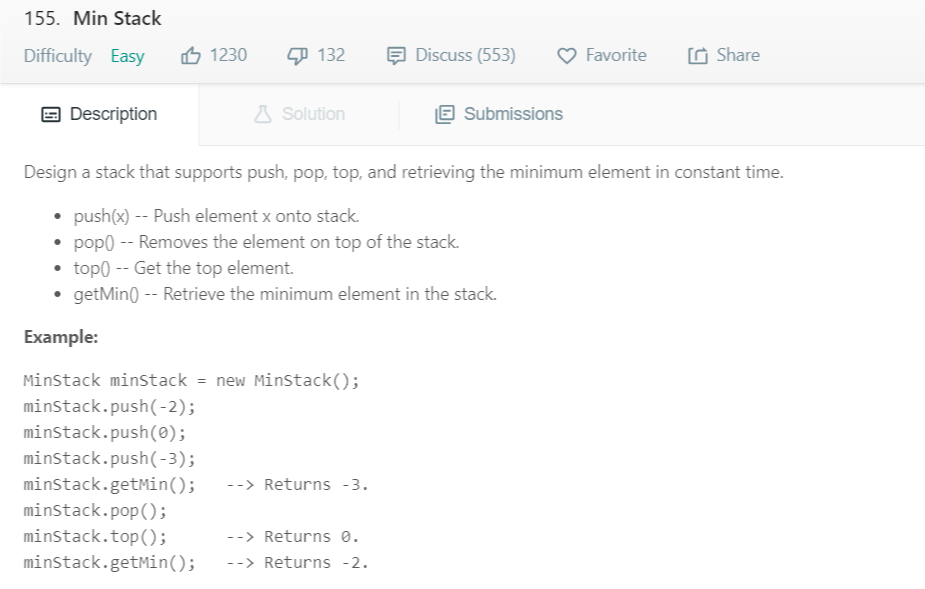 155. Min Stack
Difficulty Easy 1230 132 Discuss (553) Favorite Share
Description Solution Submissions
Design a stack that supports push, pop, top, and retrieving the minimum element in constant time.
• push(x) -- Push element x onto stack.
• pop() -- Removes the element on top of the stack.
• top() -- Get the top element.
• getMin() -- Retrieve the minimum element in the stack.
Example:
MinStack minStack = new MinStack();
minStack.push(-2);
minStack.push(0);
minStack.push(-3);
minStack.getMin();   --> Returns -3.
minStack.pop();
minStack.top();      --> Returns 0.
minStack.getMin();   --> Returns -2.